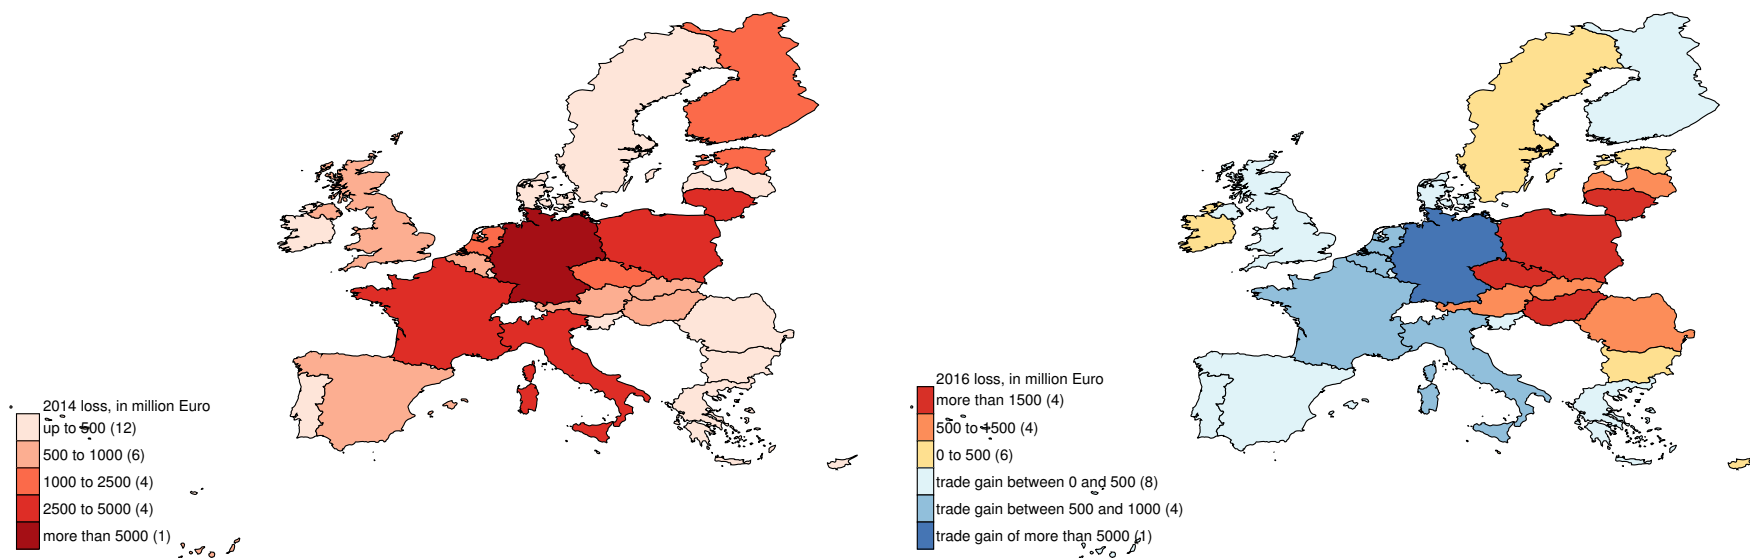 2014 loss, in million Euro
up to 500 (12)
500 to 1000 (6)
1000 to 2500 (4)
2500 to 5000 (4)
more than 5000 (1)
2016 loss, in million Euro
more than 1500 (4)
500 to 1500 (4)
0 to 500 (6)
trade gain between 0 and 500 (8)
trade gain between 500 and 1000 (4)
trade gain of more than 5000 (1)